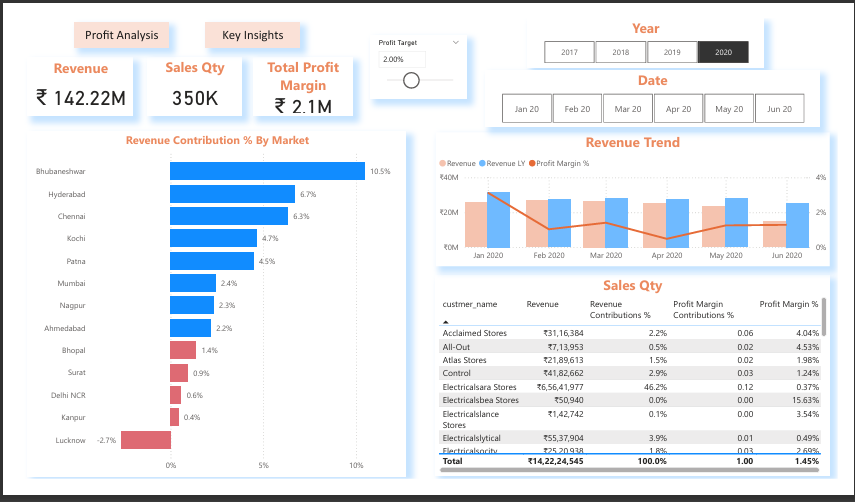 Profit Analysis
Key Insights
Revenue
₹ 142.22M
Sales Qty
350K
Total Profit
Margin
₹ 2.1M
Profit Target
2.00%
Year
2017 2018 2019 2020
Date
Jan 20 Feb 20 Mar 20 Apr 20 May 20 Jun 20
Revenue Contribution % By Market
Bhubaneshwar 10.5%
Hyderabad 6.7%
Chennai 6.3%
Kochi 4.7%
Patna 4.5%
Mumbai 2.4%
Nagpur 2.3%
Ahmedabad 2.2%
Bhopal 1.4%
Surat 0.9%
Delhi NCR 0.6%
Kanpur 0.4%
Lucknow -2.7%
0% 5% 10%
Revenue Trend
Revenue Revenue LY Profit Margin %
₹40M 4%
₹20M 2%
₹0M 0%
Jan 2020 Feb 2020 Mar 2020 Apr 2020 May 2020 Jun 2020
Sales Qty
custmer_name Revenue Revenue Profit Margin Profit Margin %
Contributions % Contributions %
Acclaimed Stores ₹31,16,384 2.2% 0.06 4.04%
All-Out ₹7,13,953 0.5% 0.02 4.53%
Atlas Stores ₹21,89,613 1.5% 0.02 1.98%
Control ₹41,82,662 2.9% 0.03 1.24%
Electricalsara Stores ₹6,56,41,977 46.2% 0.12 0.37%
Electricalsbea Stores ₹50,940 0.0% 0.00 15.63%
Electricalslance ₹1,42,742 0.1% 0.00 3.54%
Stores
Electricalslytical ₹55,37,904 3.9% 0.01 0.49%
Electricalsocity ₹25,20,938 1.8% 0.03 2.69%
Total ₹14,22,24,545 100.0% 1.00 1.45%